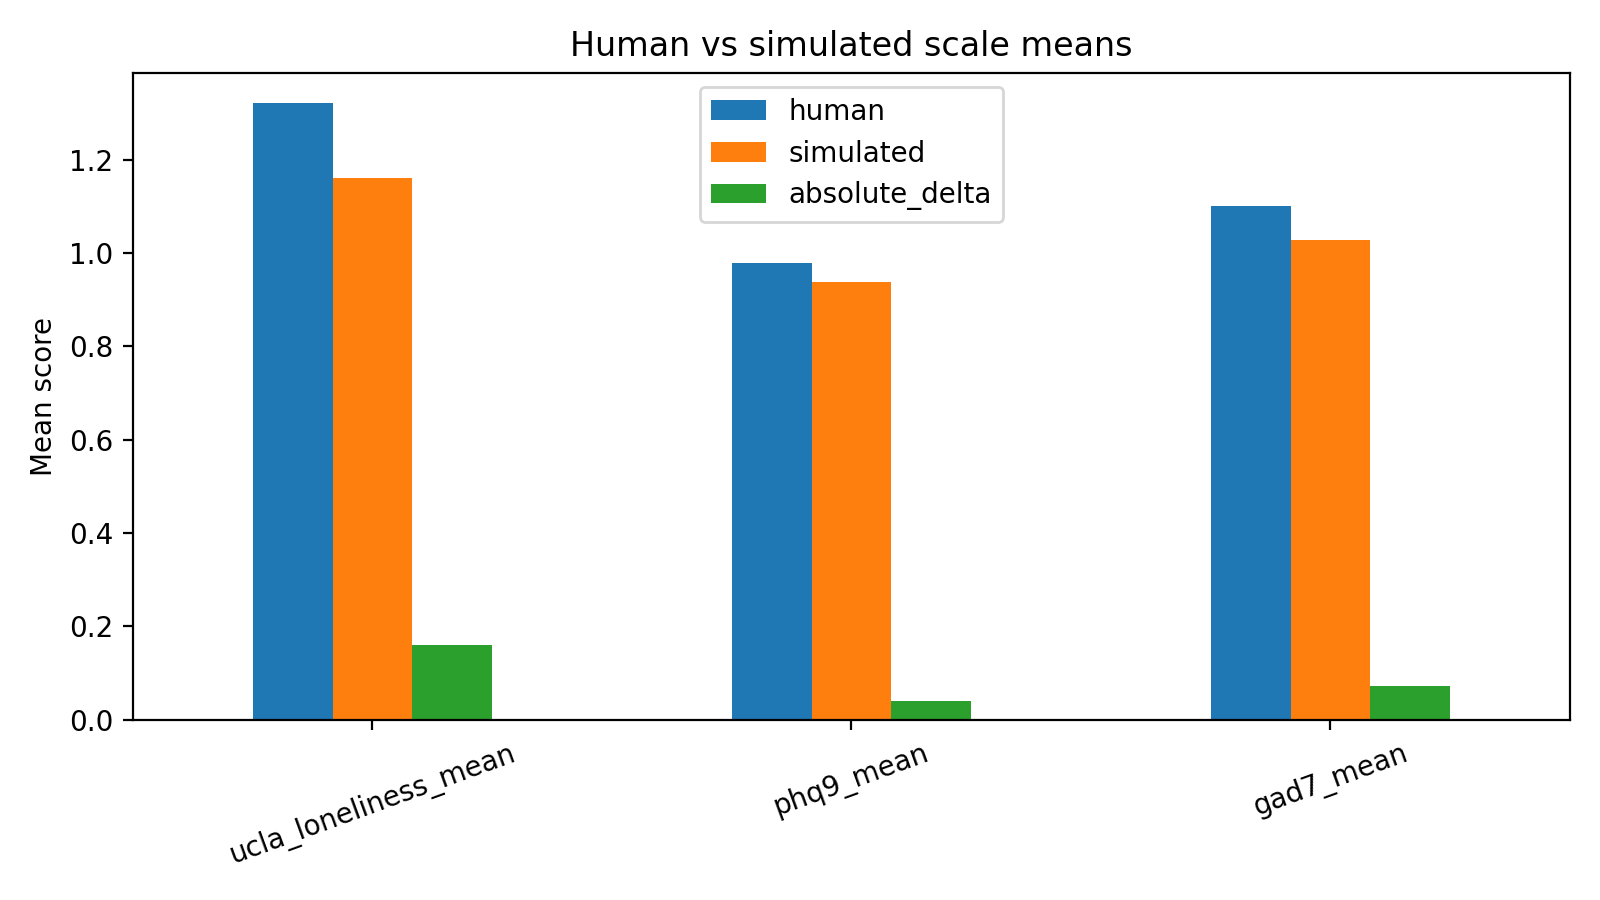 Human vs simulated scale means
human
simulated
absolute_delta
Mean score
1.2
1.0
0.8
0.6
0.4
0.2
0.0
ucla_loneliness_mean
phq9_mean
gad7_mean